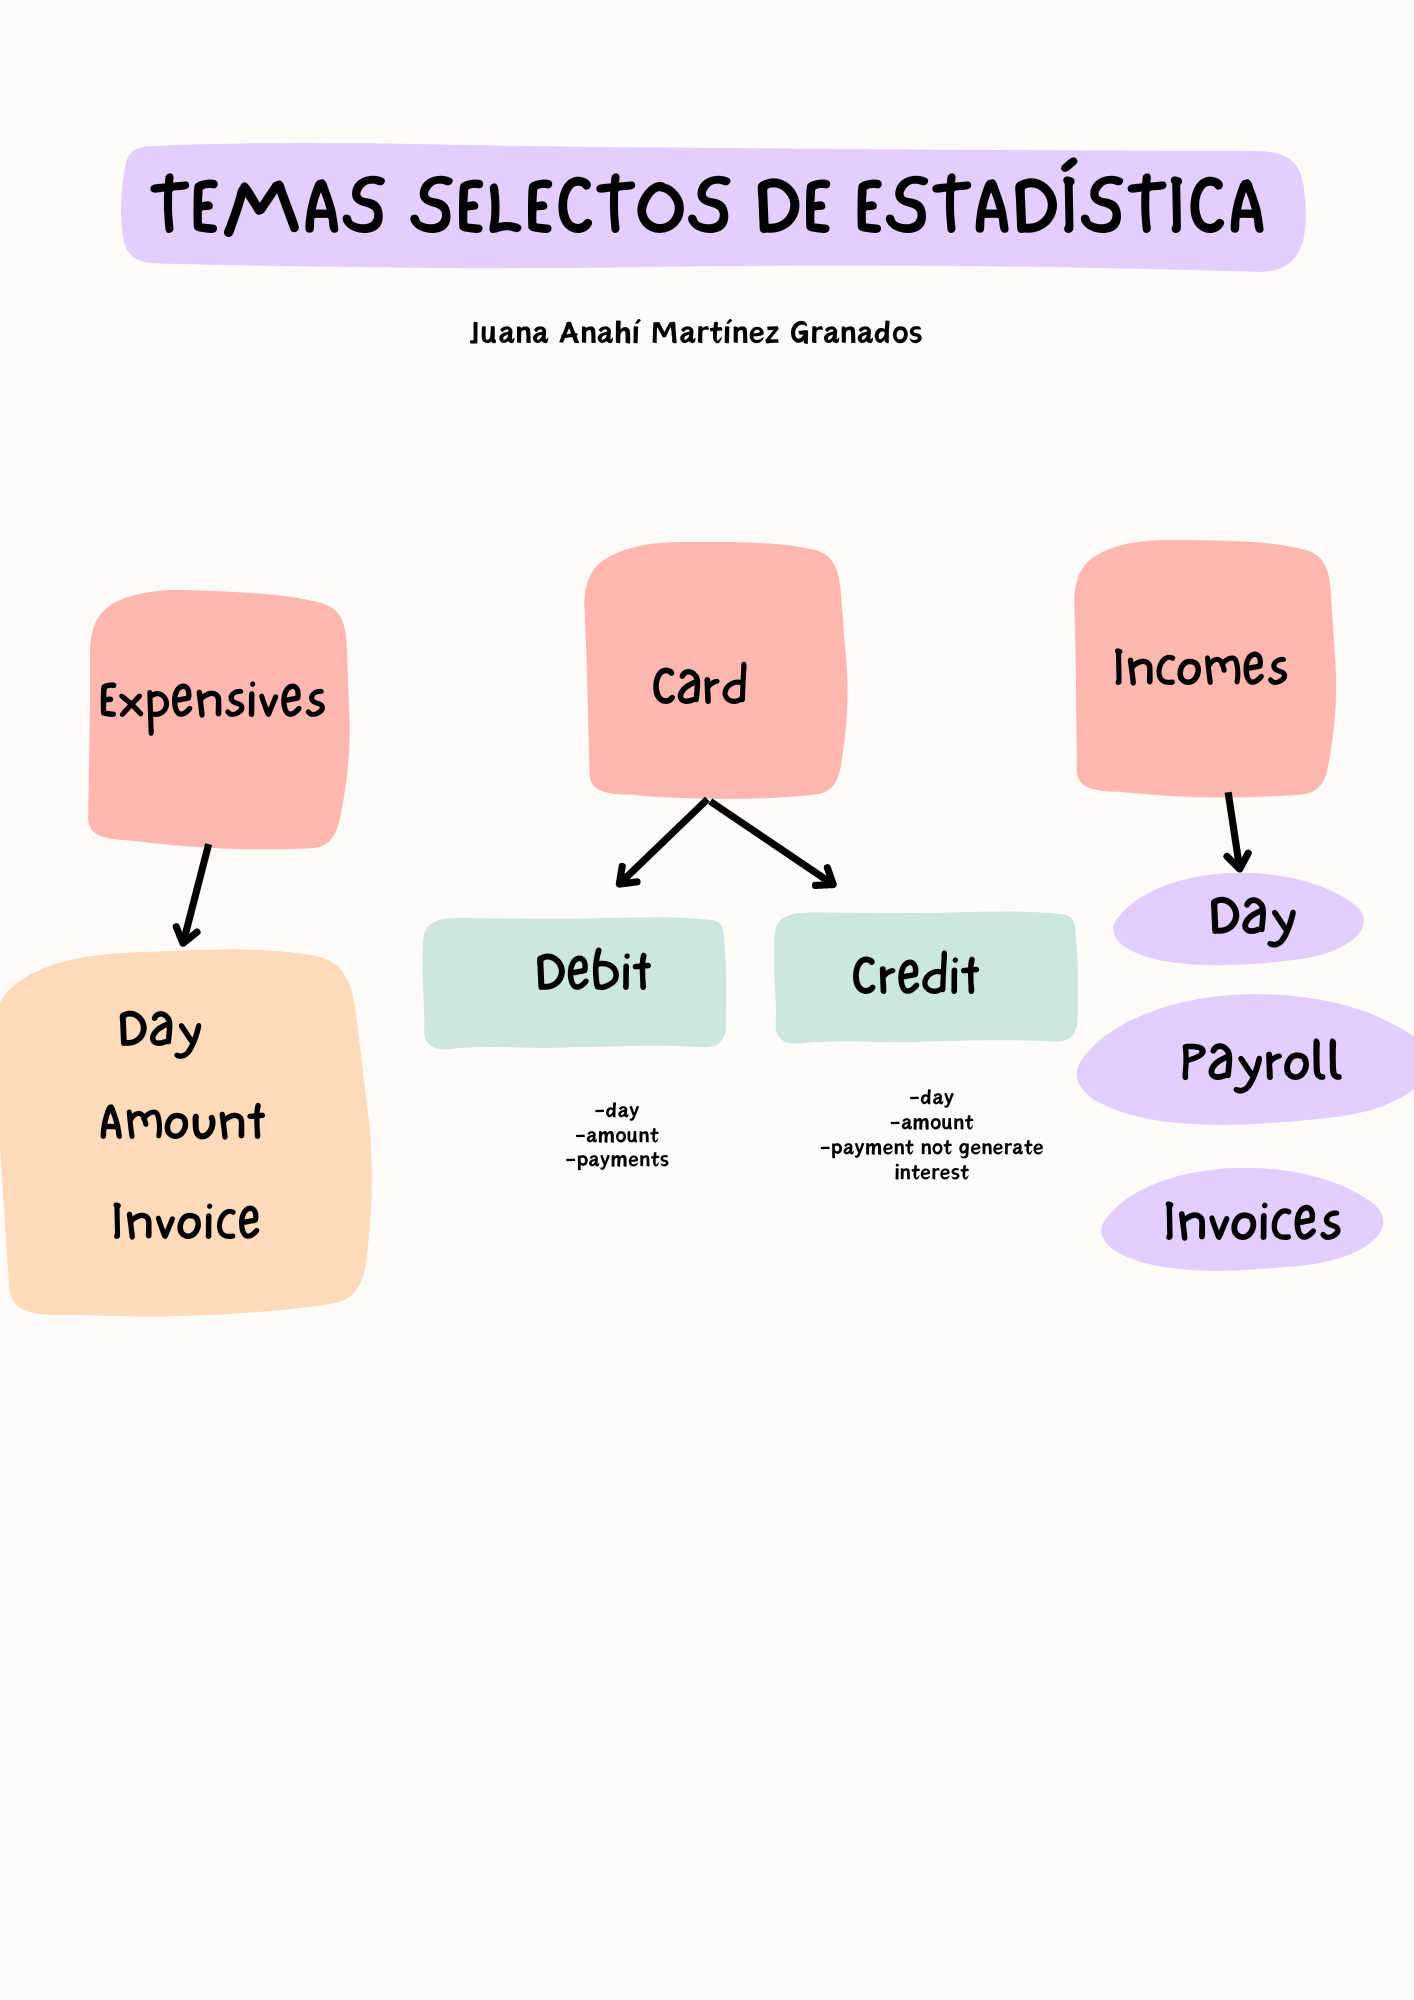 TEMAS SELECTOS DE ESTADÍSTICA
Juana Anahí Martínez Granados
Expensives
Day
Amount
Invoice
Card
Debit
-day
-amount
-payments
Credit
-day
-amount
-payment not generate
interest
Incomes
Day
Payroll
Invoices